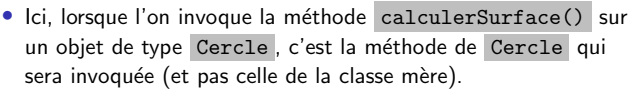 • Ici, lorsque l'on invoque la méthode calculerSurface() sur
un objet de type Cercle, c'est la méthode de Cercle qui
sera invoquée (et pas celle de la classe mère).